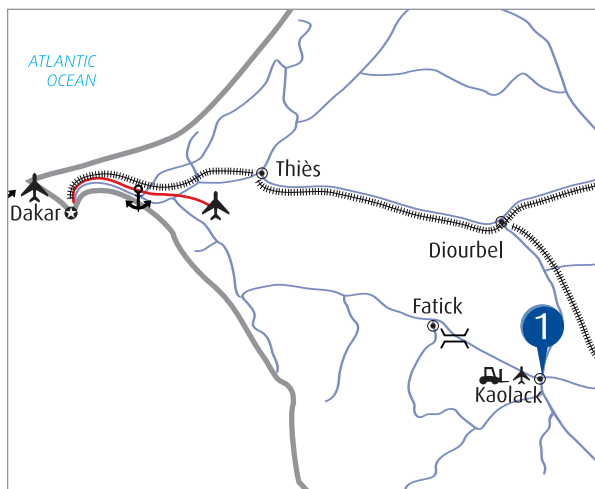 ATLANTIC
OCEAN
Thiès
Dakar
Diourbel
Fatick
1
Kaolack